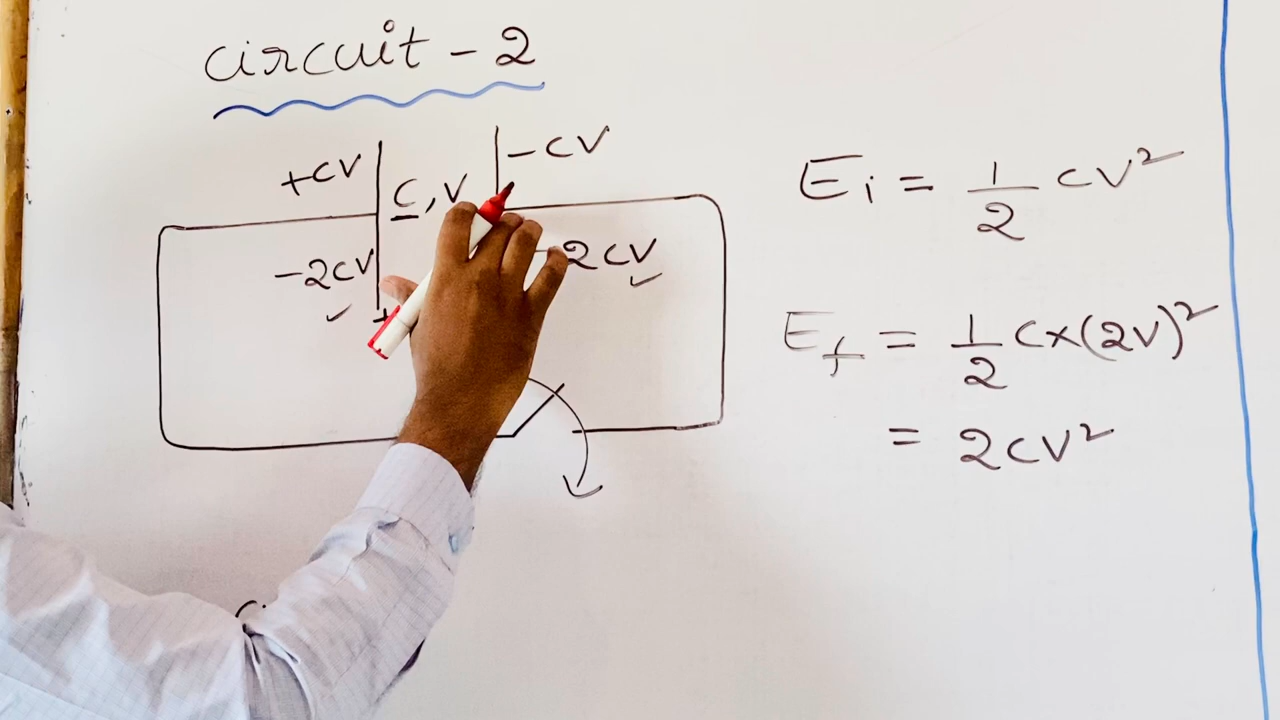 circuit - 2
+CV
C, V
-CV
-2CV
2CV
+
Ei = 1/2 CV²
Ef = 1/2 C×(2V)²
= 2CV²